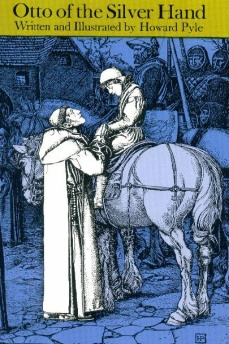 Otto of the Silver Hand
Written and Illustrated by Howard Pyle